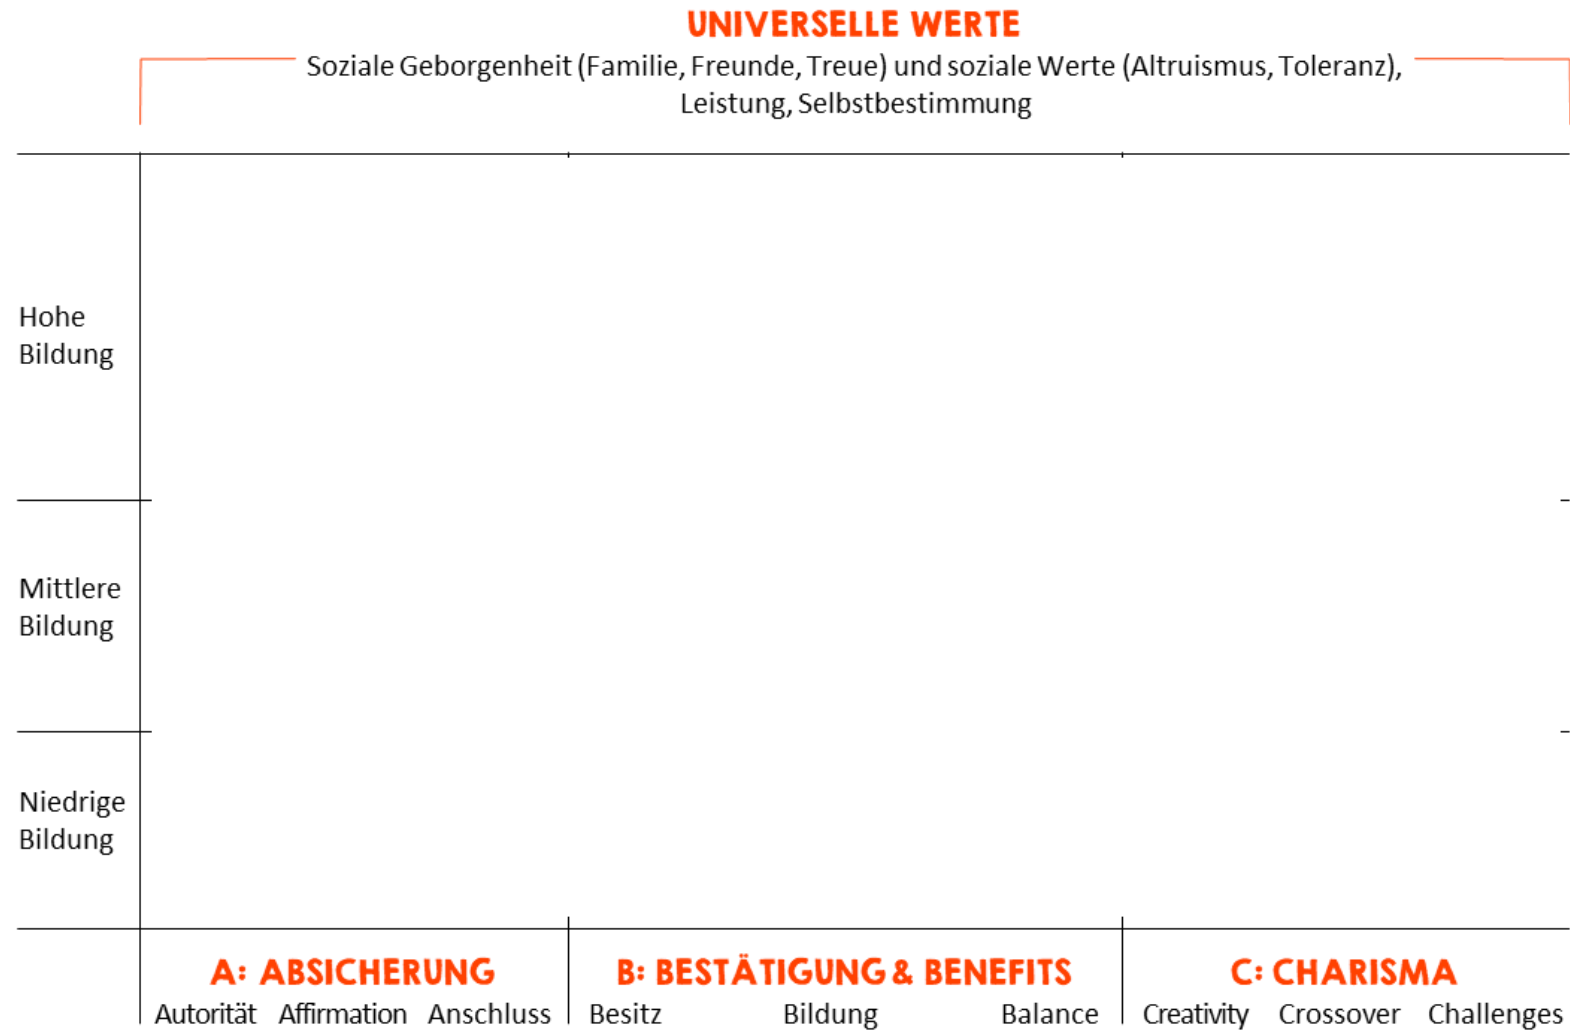 UNIVERSELLE WERTE
Soziale Geborgenheit (Familie, Freunde, Treue) und soziale Werte (Altruismus, Toleranz),
Leistung, Selbstbestimmung
Hohe
Bildung
Mittlere
Bildung
Niedrige
Bildung
A: ABSICHERUNG
B: BESTÄTIGUNG & BENEFITS
C: CHARISMA
Autorität Affirmation Anschluss
Besitz Bildung Balance
Creativity Crossover Challenges